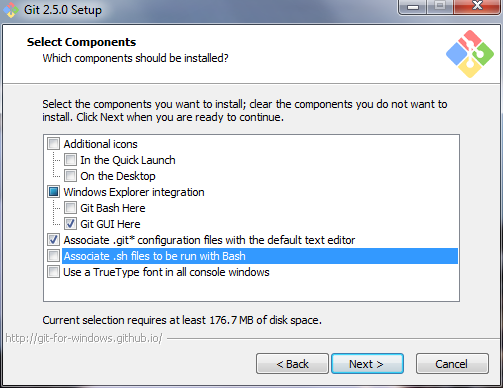 Git 2.5.0 Setup
Select Components
Which components should be installed?
Select the components you want to install; clear the components you do not want to
install. Click Next when you are ready to continue.
Additional icons
In the Quick Launch
On the Desktop
Windows Explorer integration
Git Bash Here
Git GUI Here
Associate .git* configuration files with the default text editor
Associate .sh files to be run with Bash
Use a TrueType font in all console windows
Current selection requires at least 176.7 MB of disk space.
http://git-for-windows.github.io/
< Back
Next >
Cancel